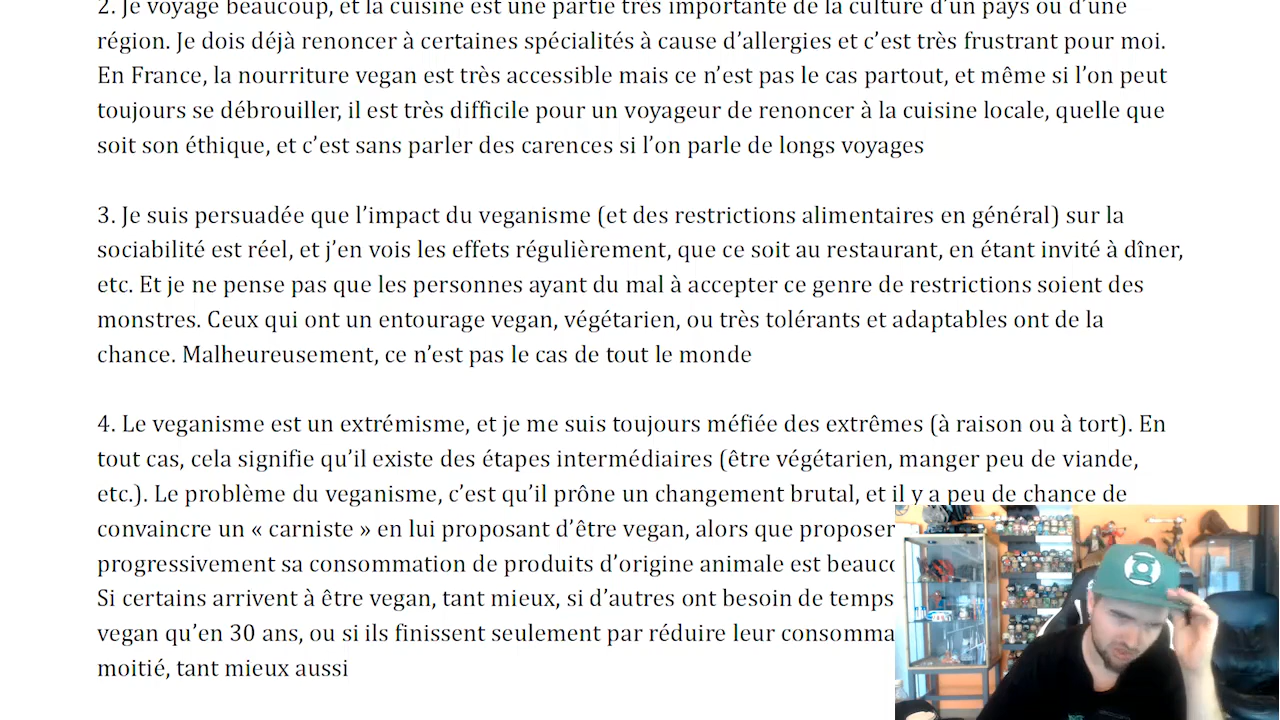 2. Je voyage beaucoup, et la cuisine est une partie très importante de la culture d’un pays ou d’une
région. Je dois déjà renoncer à certaines spécialités à cause d’allergies et c’est très frustrant pour moi.
En France, la nourriture vegan est très accessible mais ce n’est pas le cas partout, et même si l’on peut
toujours se débrouiller, il est très difficile pour un voyageur de renoncer à la cuisine locale, quelle que
soit son éthique, et c’est sans parler des carences si l’on parle de longs voyages
3. Je suis persuadée que l’impact du veganisme (et des restrictions alimentaires en général) sur la
sociabilité est réel, et j’en vois les effets régulièrement, que ce soit au restaurant, en étant invité à dîner,
etc. Et je ne pense pas que les personnes ayant du mal à accepter ce genre de restrictions soient des
monstres. Ceux qui ont un entourage vegan, végétarien, ou très tolérants et adaptables ont de la
chance. Malheureusement, ce n’est pas le cas de tout le monde
4. Le veganisme est un extrémisme, et je me suis toujours méfiée des extrêmes (à raison ou à tort). En
tout cas, cela signifie qu’il existe des étapes intermédiaires (être végétarien, manger peu de viande,
etc.). Le problème du veganisme, c’est qu’il prône un changement brutal, et il y a peu de chance de
convaincre un « carniste » en lui proposant d’être vegan, alors que proposer
progressivement sa consommation de produits d’origine animale est beauco
Si certains arrivent à être vegan, tant mieux, si d’autres ont besoin de temps
vegan qu’en 30 ans, ou si ils finissent seulement par réduire leur consomma
moitié, tant mieux aussi